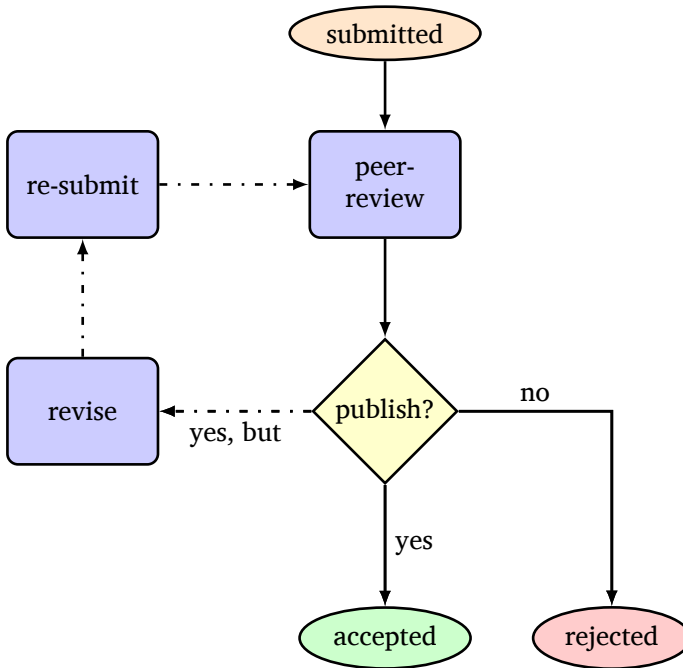 submitted
re-submit
peer-
review
revise
publish?
no
yes, but
yes
accepted
rejected